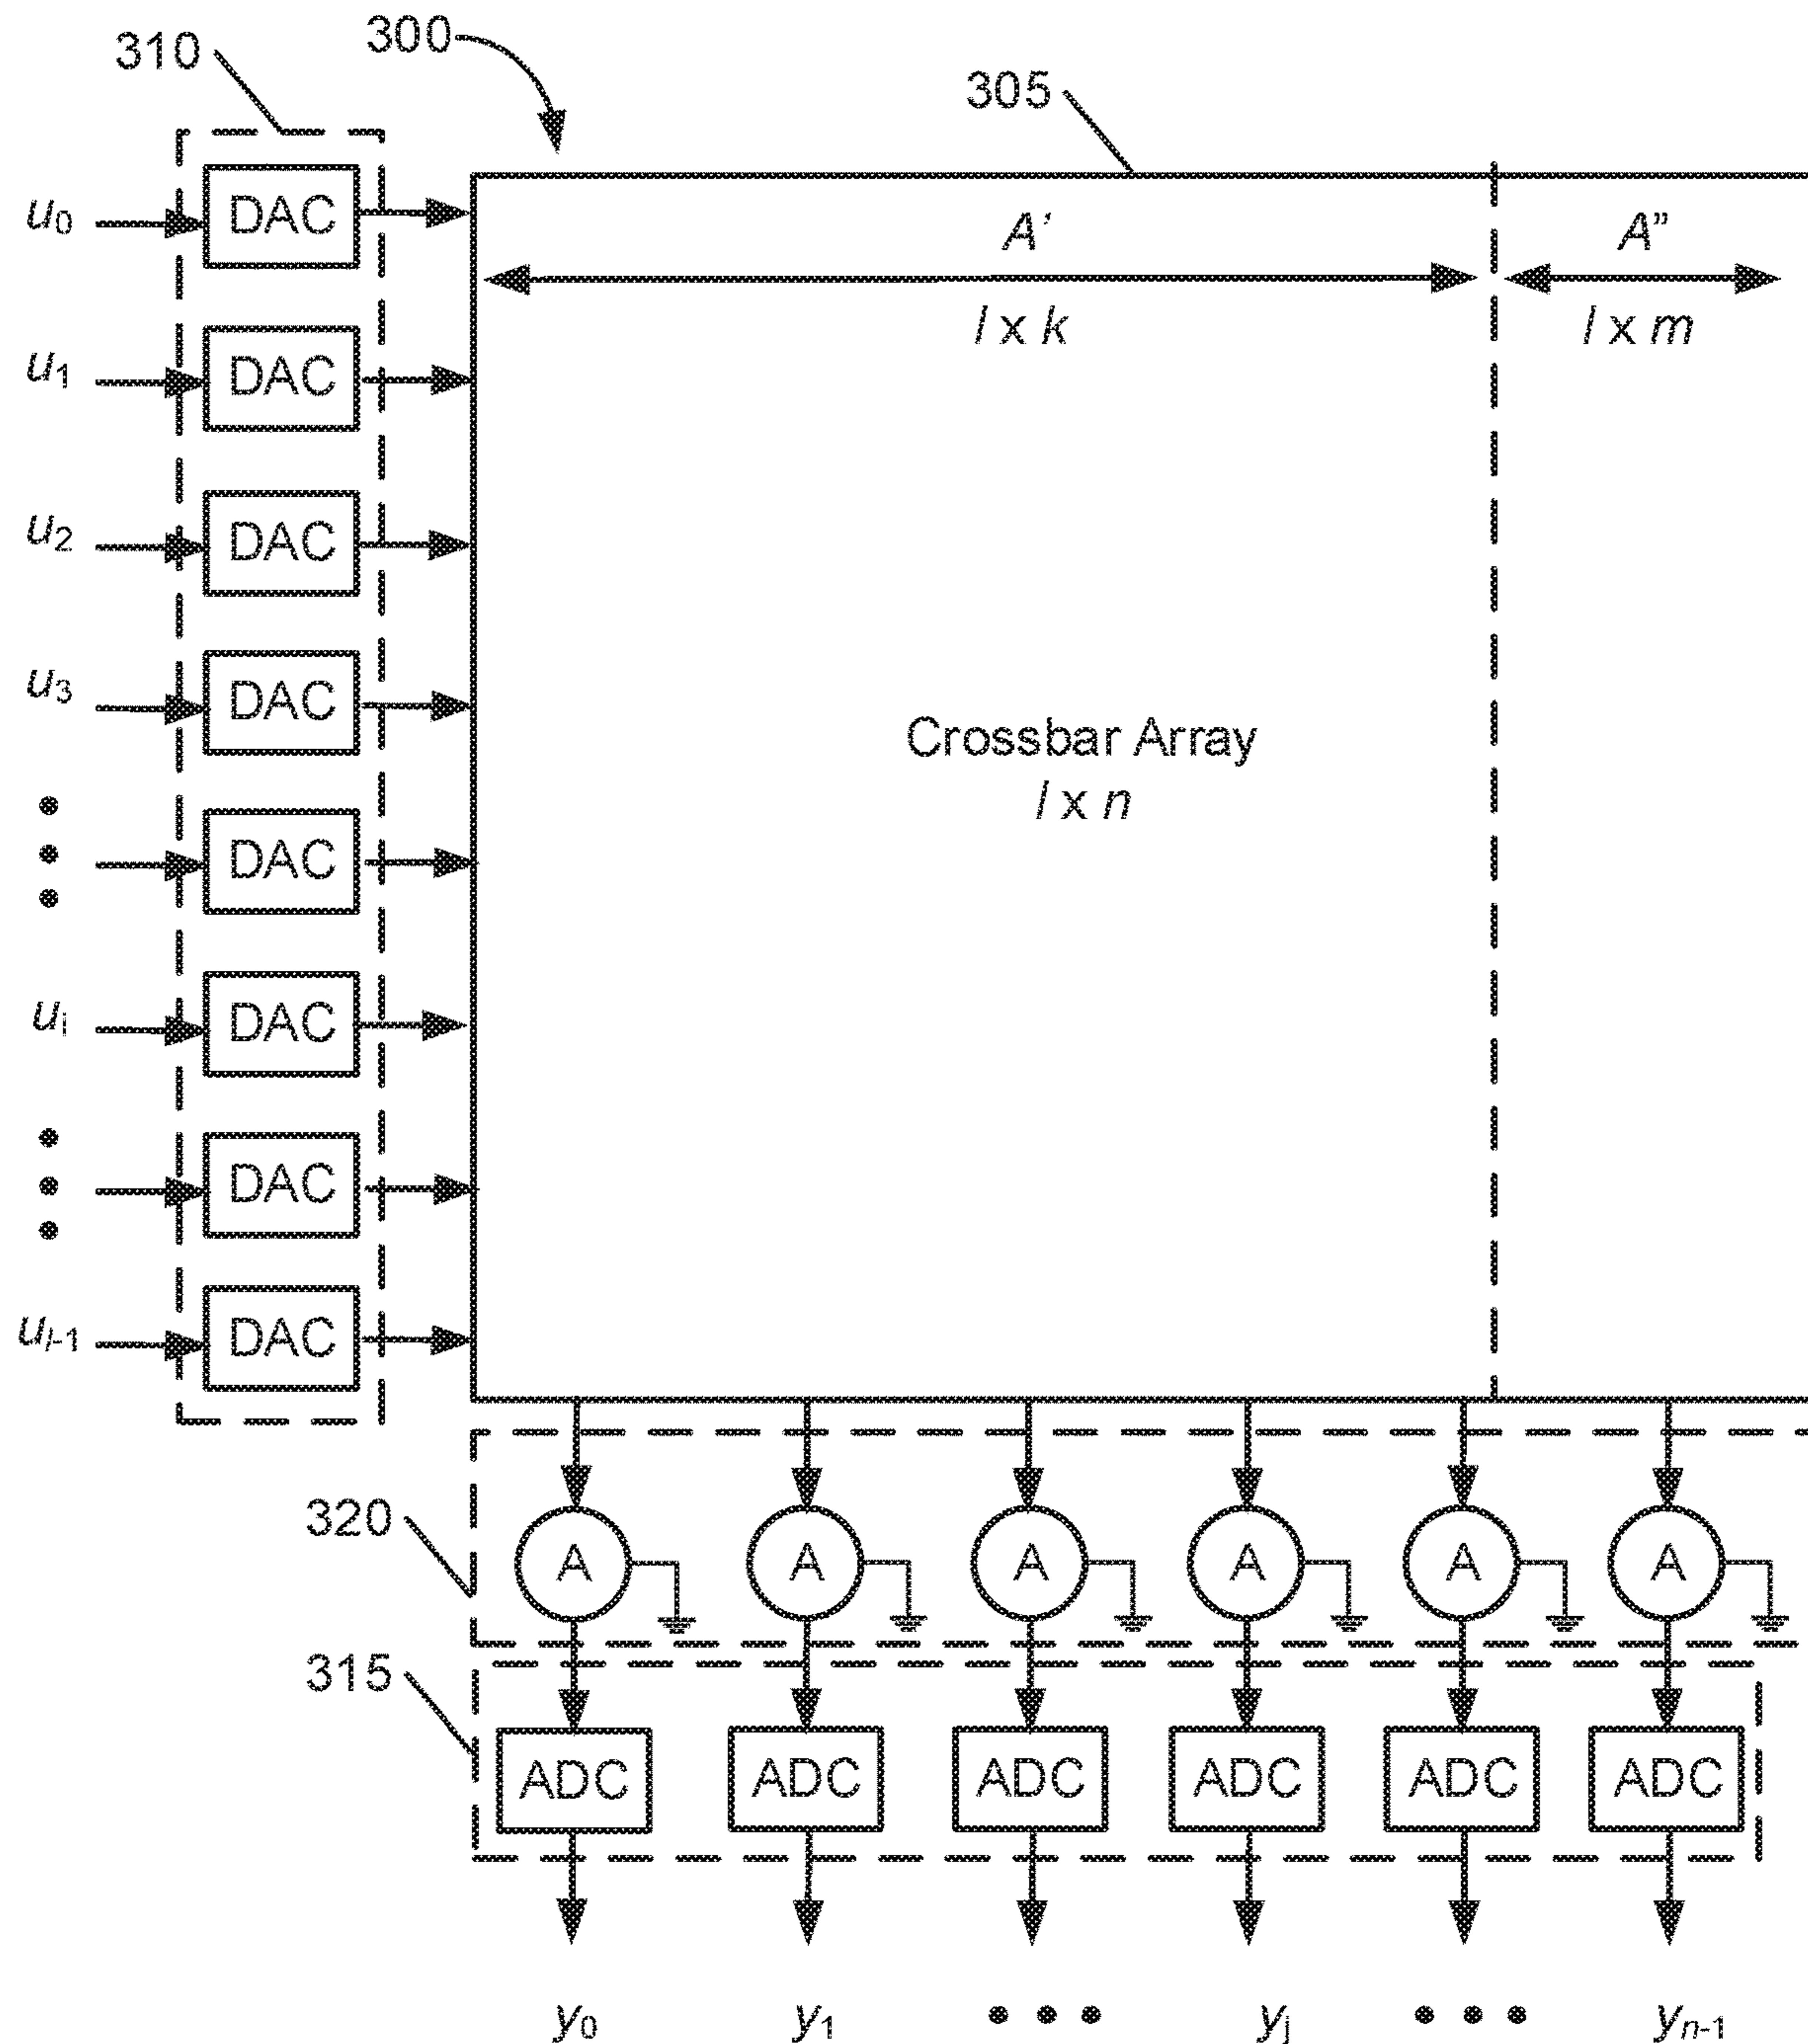 310
300
305
u0
DAC
A'
A"
l x k
l x m
u1
DAC
u2
DAC
u3
DAC
Crossbar Array
l x n
• • •
DAC
ui
DAC
• • •
DAC
ul-1
DAC
320
A A A A A A
315
ADC ADC ADC ADC ADC ADC
y0 y1 • • • yj • • • yn-1